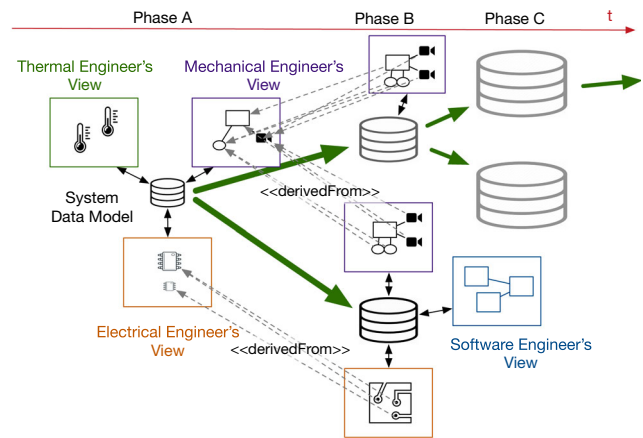 Phase A
Phase B
Phase C
t
Thermal Engineer's
View
Mechanical Engineer's
View
System
Data Model
<<derivedFrom>>
Electrical Engineer's
View
<<derivedFrom>>
Software Engineer's
View